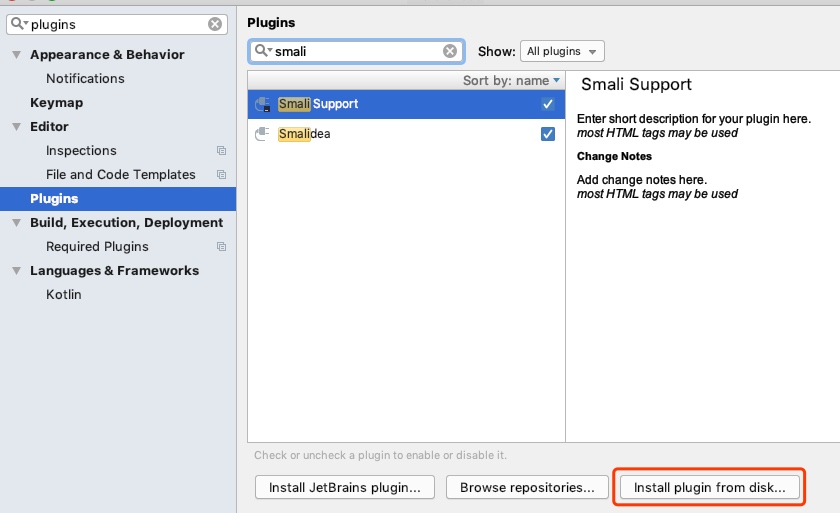 plugins
Appearance & Behavior
Notifications
Keymap
Editor
Inspections
File and Code Templates
Plugins
Build, Execution, Deployment
Required Plugins
Languages & Frameworks
Kotlin
Plugins
smali
Show: All plugins
Sort by: name
Smali Support
Smalidea
Smali Support
Enter short description for your plugin here.
most HTML tags may be used
Change Notes
Add change notes here.
most HTML tags may be used
Check or uncheck a plugin to enable or disable it.
Install JetBrains plugin...
Browse repositories...
Install plugin from disk...